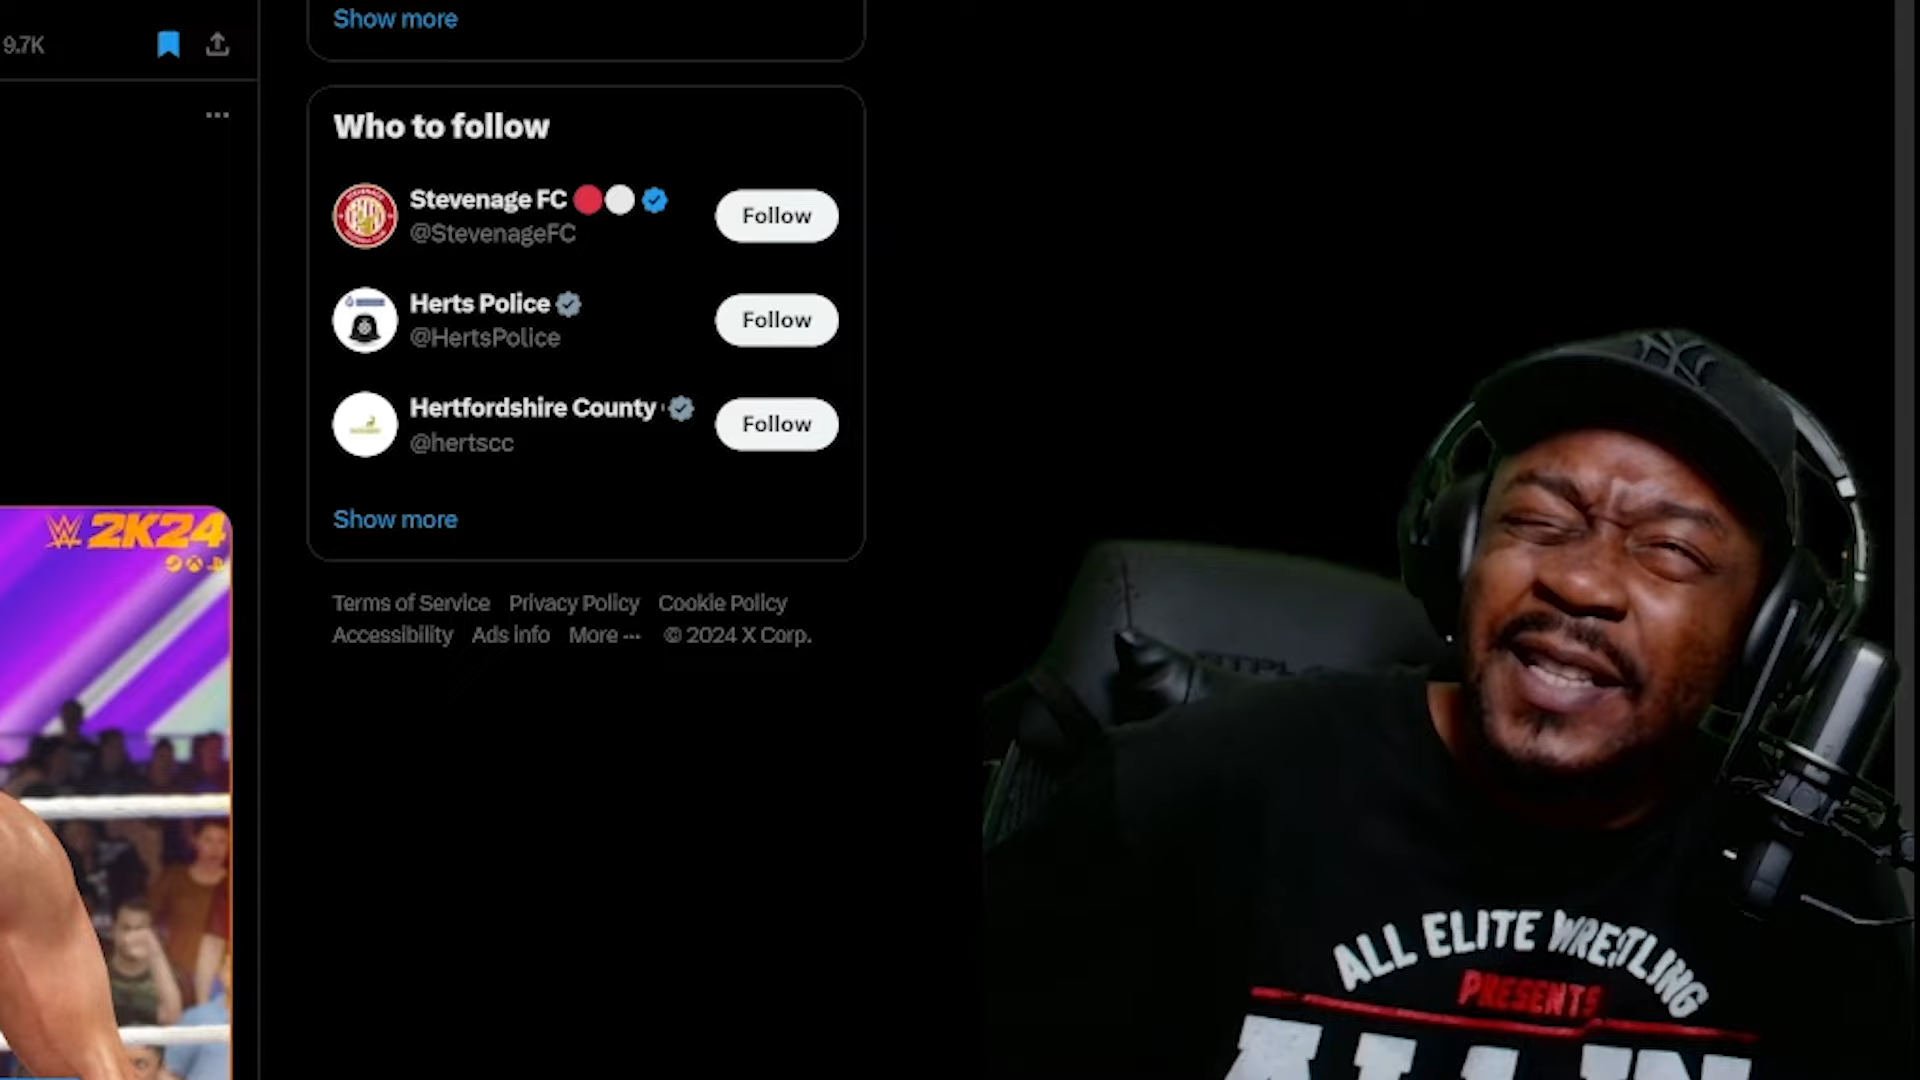 9.7K
Show more
Who to follow
Stevenage FC
@StevenageFC
Follow
Herts Police
@HertsPolice
Follow
Hertfordshire County
@hertscc
Follow
Show more
Terms of Service Privacy Policy Cookie Policy
Accessibility Ads info More ··· © 2024 X Corp.
W 2K24
ALL ELITE WRESTLING
PRESENTS
ALL IN